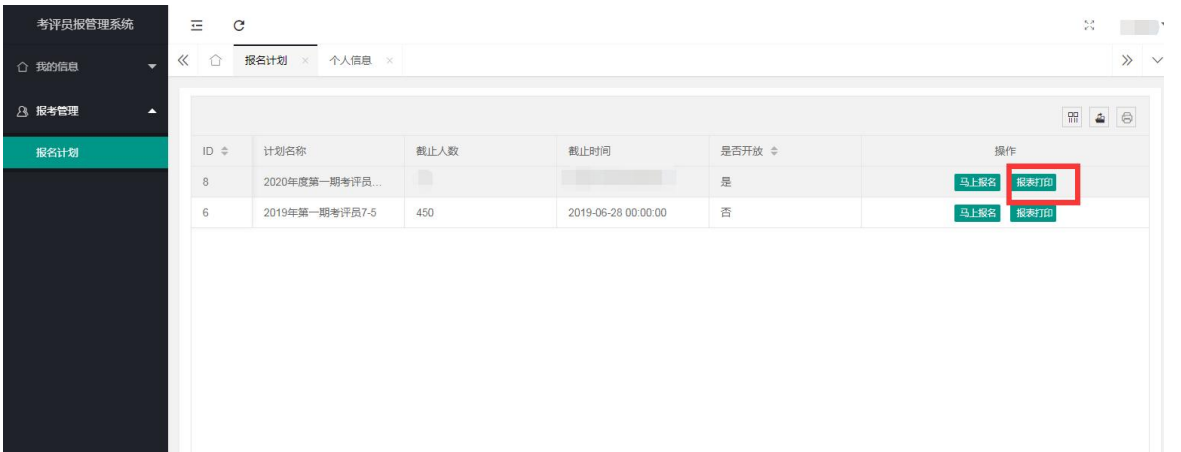 考评员报管理系统
我的信息
报考管理
报名计划
报名计划 个人信息
ID 计划名称 截止人数 截止时间 是否开放 操作
8 2020年度第一期考评员... 是 马上报名 报表打印
6 2019年第一期考评员7-5 450 2019-06-28 00:00:00 否 马上报名 报表打印